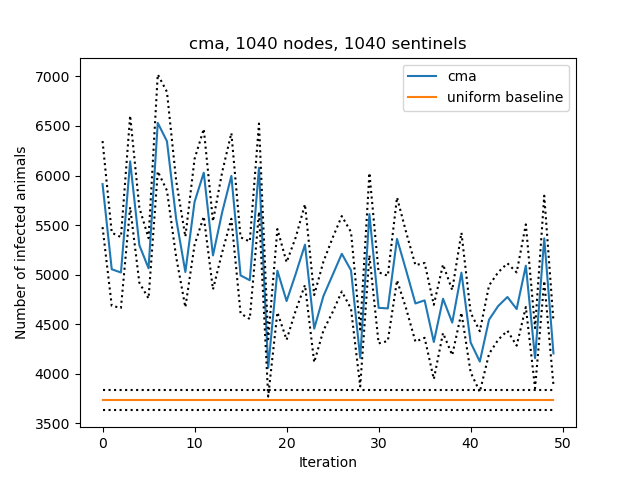 cma, 1040 nodes, 1040 sentinels
cma
uniform baseline
Number of infected animals
7000
6500
6000
5500
5000
4500
4000
3500
0 10 20 30 40 50
Iteration